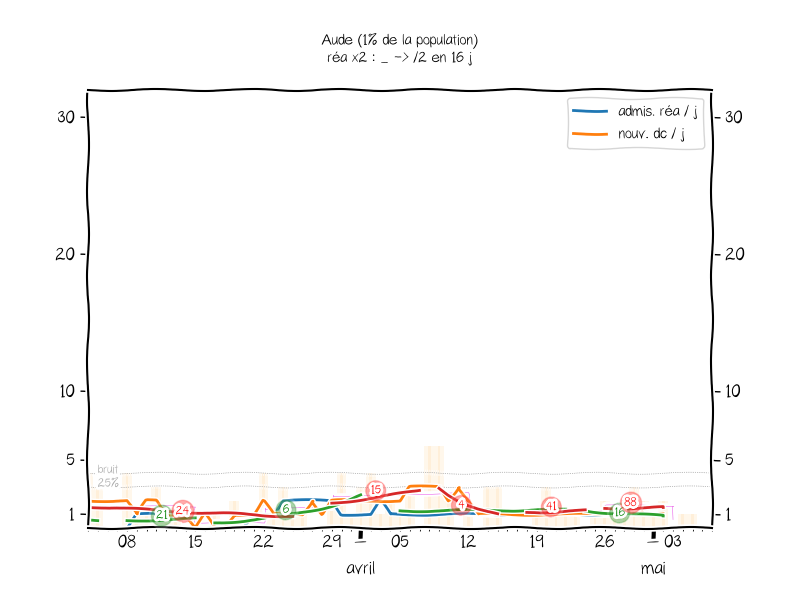 Aude (1% de la population)
réa x2 : _ -> /2 en 16 j
admis. réa / j
nouv. dc / j
30 30
20 20
10 10
5 5
1 1
bruit
25%
21 24 6 15 4 41 16 88
08 15 22 29 05 12 19 26 03
avril mai